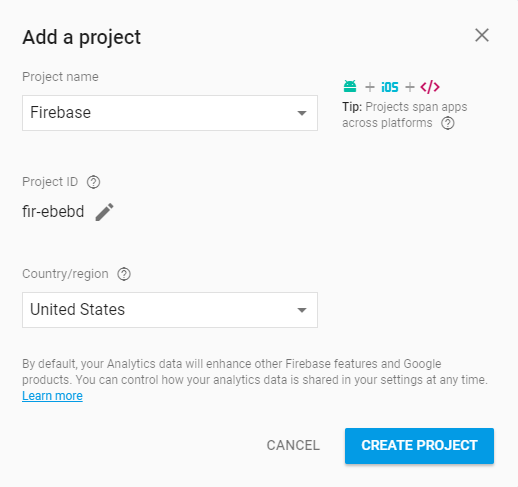 Add a project
Project name
Firebase
+ iOS + </>
Tip: Projects span apps
across platforms
Project ID
fir-ebebd
Country/region
United States
By default, your Analytics data will enhance other Firebase features and Google
products. You can control how your analytics data is shared in your settings at any time.
Learn more
CANCEL
CREATE PROJECT